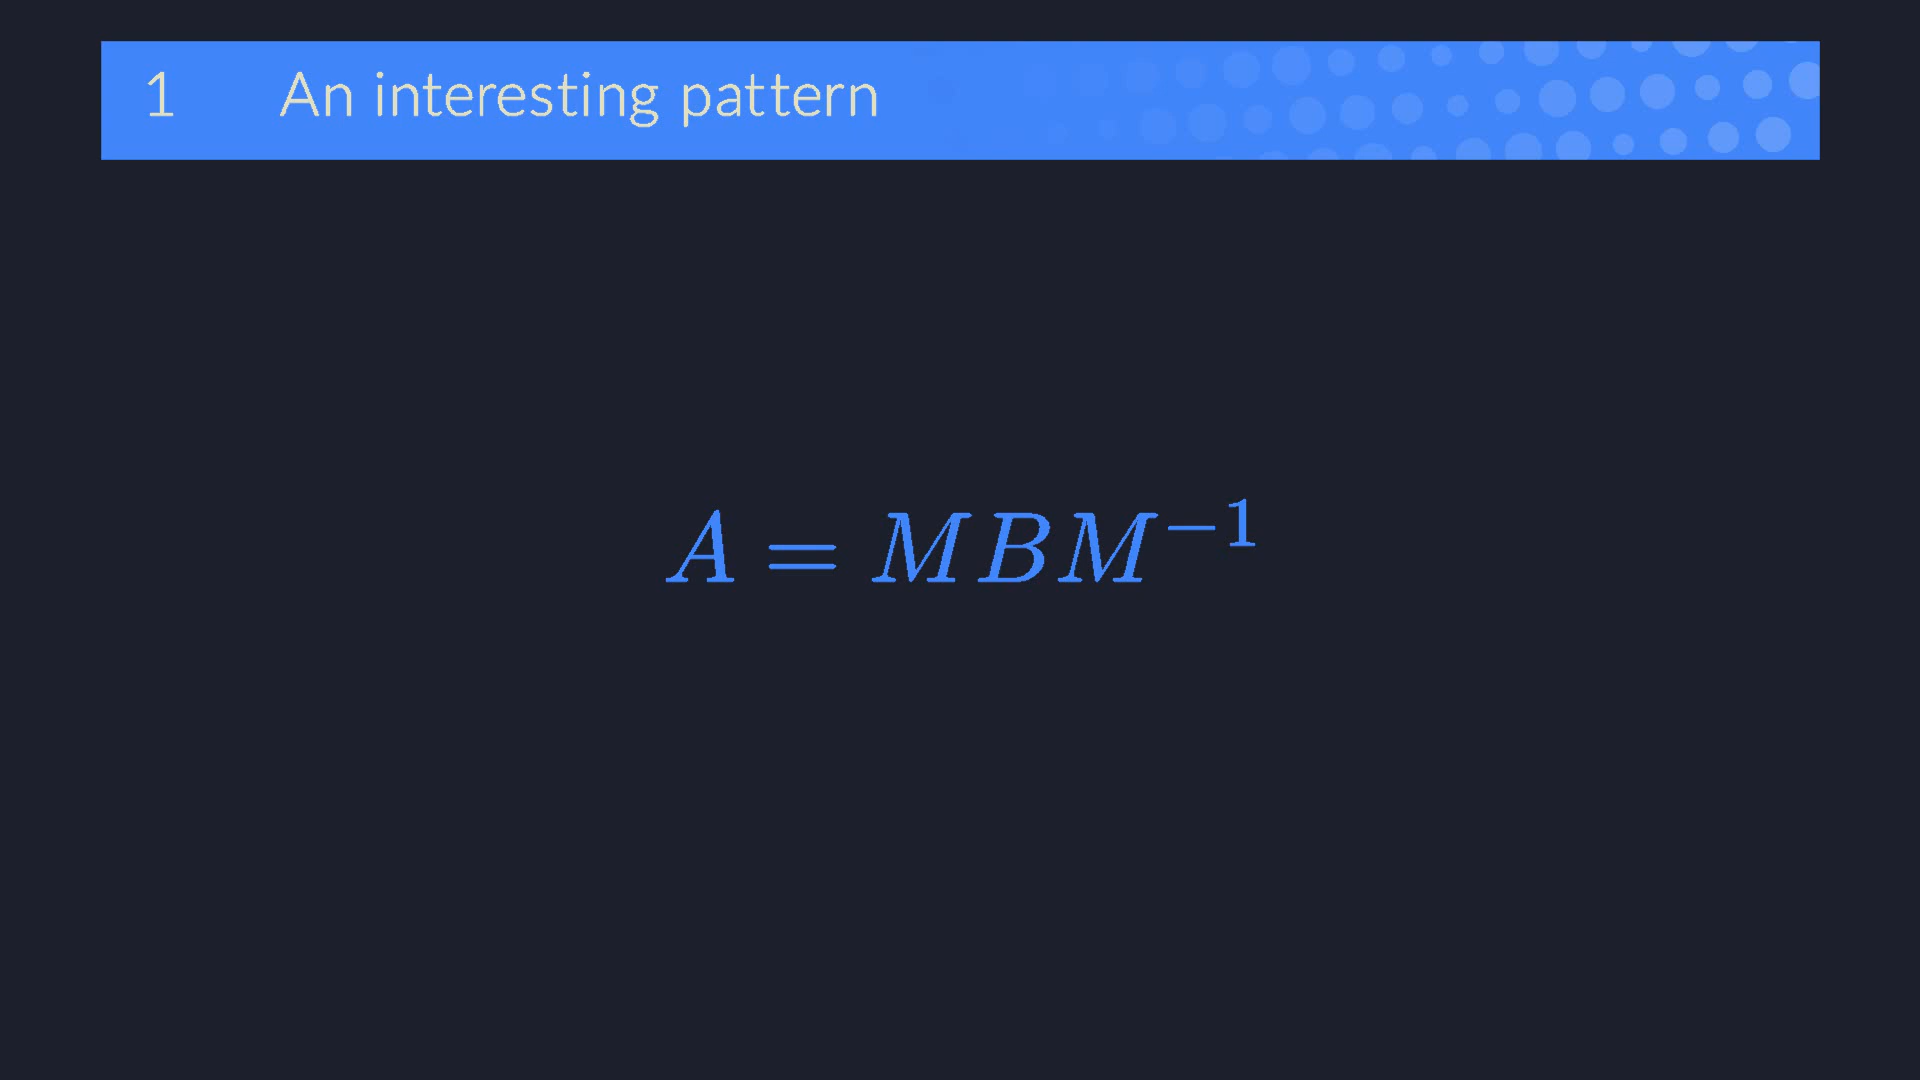 1 An interesting pattern
A = MBM⁻¹